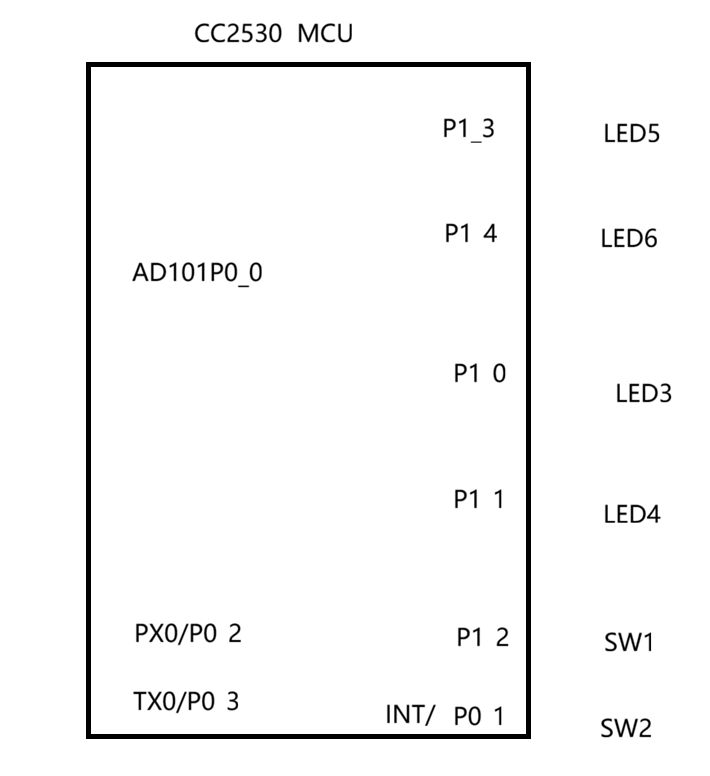 CC2530 MCU
P1_3 LED5
P1 4 LED6
AD101P0_0
P1 0 LED3
P1 1 LED4
PX0/P0 2 P1 2 SW1
TX0/P0 3 INT/ P0 1 SW2